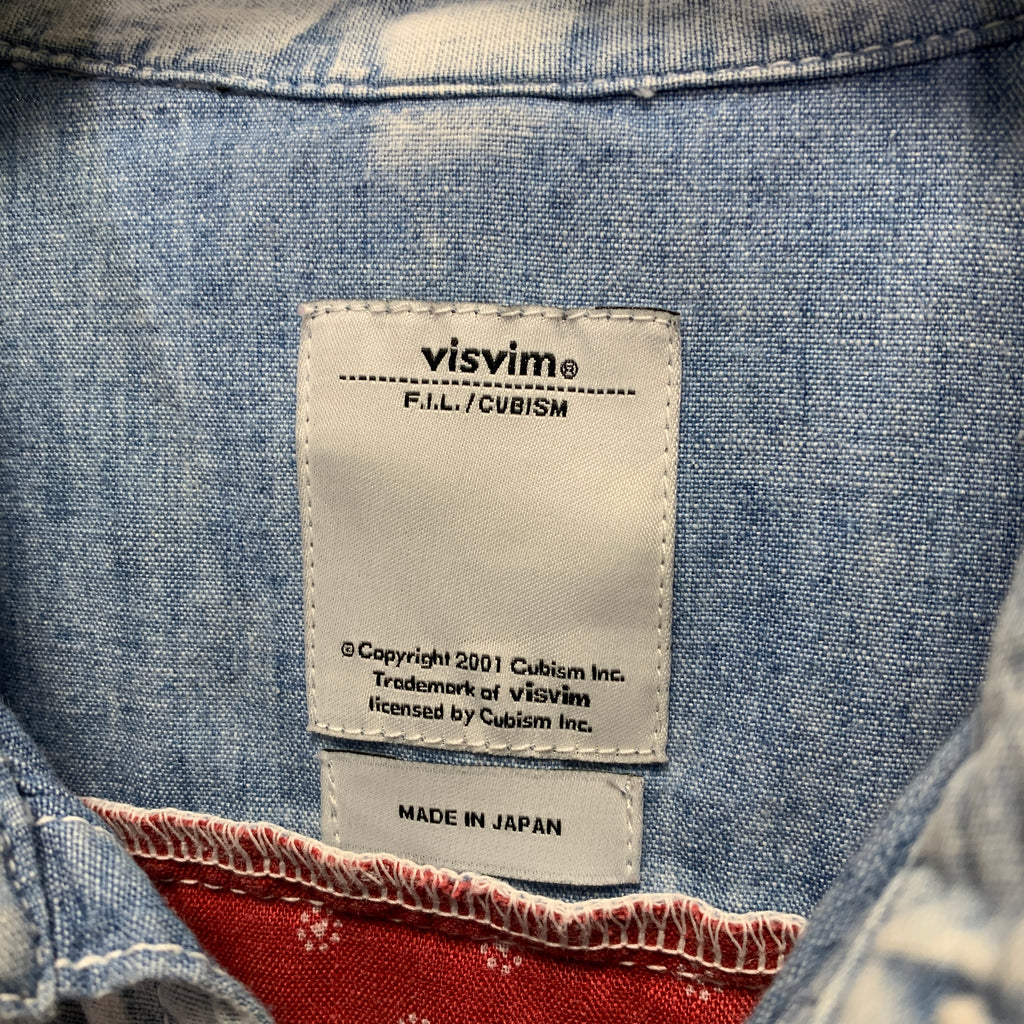 visvim®
F.I.L. / CUBISM
© Copyright 2001 Cubism Inc.
Trademark of visvim
licensed by Cubism Inc.
MADE IN JAPAN